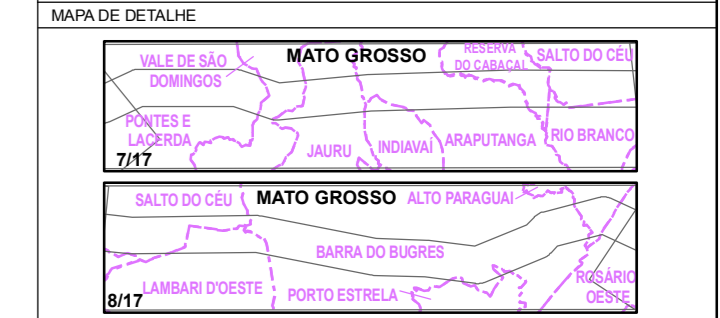 MAPA DE DETALHE
VALE DE SÃO
DOMINGOS
MATO GROSSO
RESERVA
DO CABAÇAL
SALTO DO CÉU
PONTES E
LACERDA
7/17
JAURU
INDIAVAÍ
ARAPUTANGA
RIO BRANCO
SALTO DO CÉU
MATO GROSSO
ALTO PARAGUAI
BARRA DO BUGRES
LAMBARI D'OESTE
PORTO ESTRELA
ROSÁRIO
OESTE
8/17